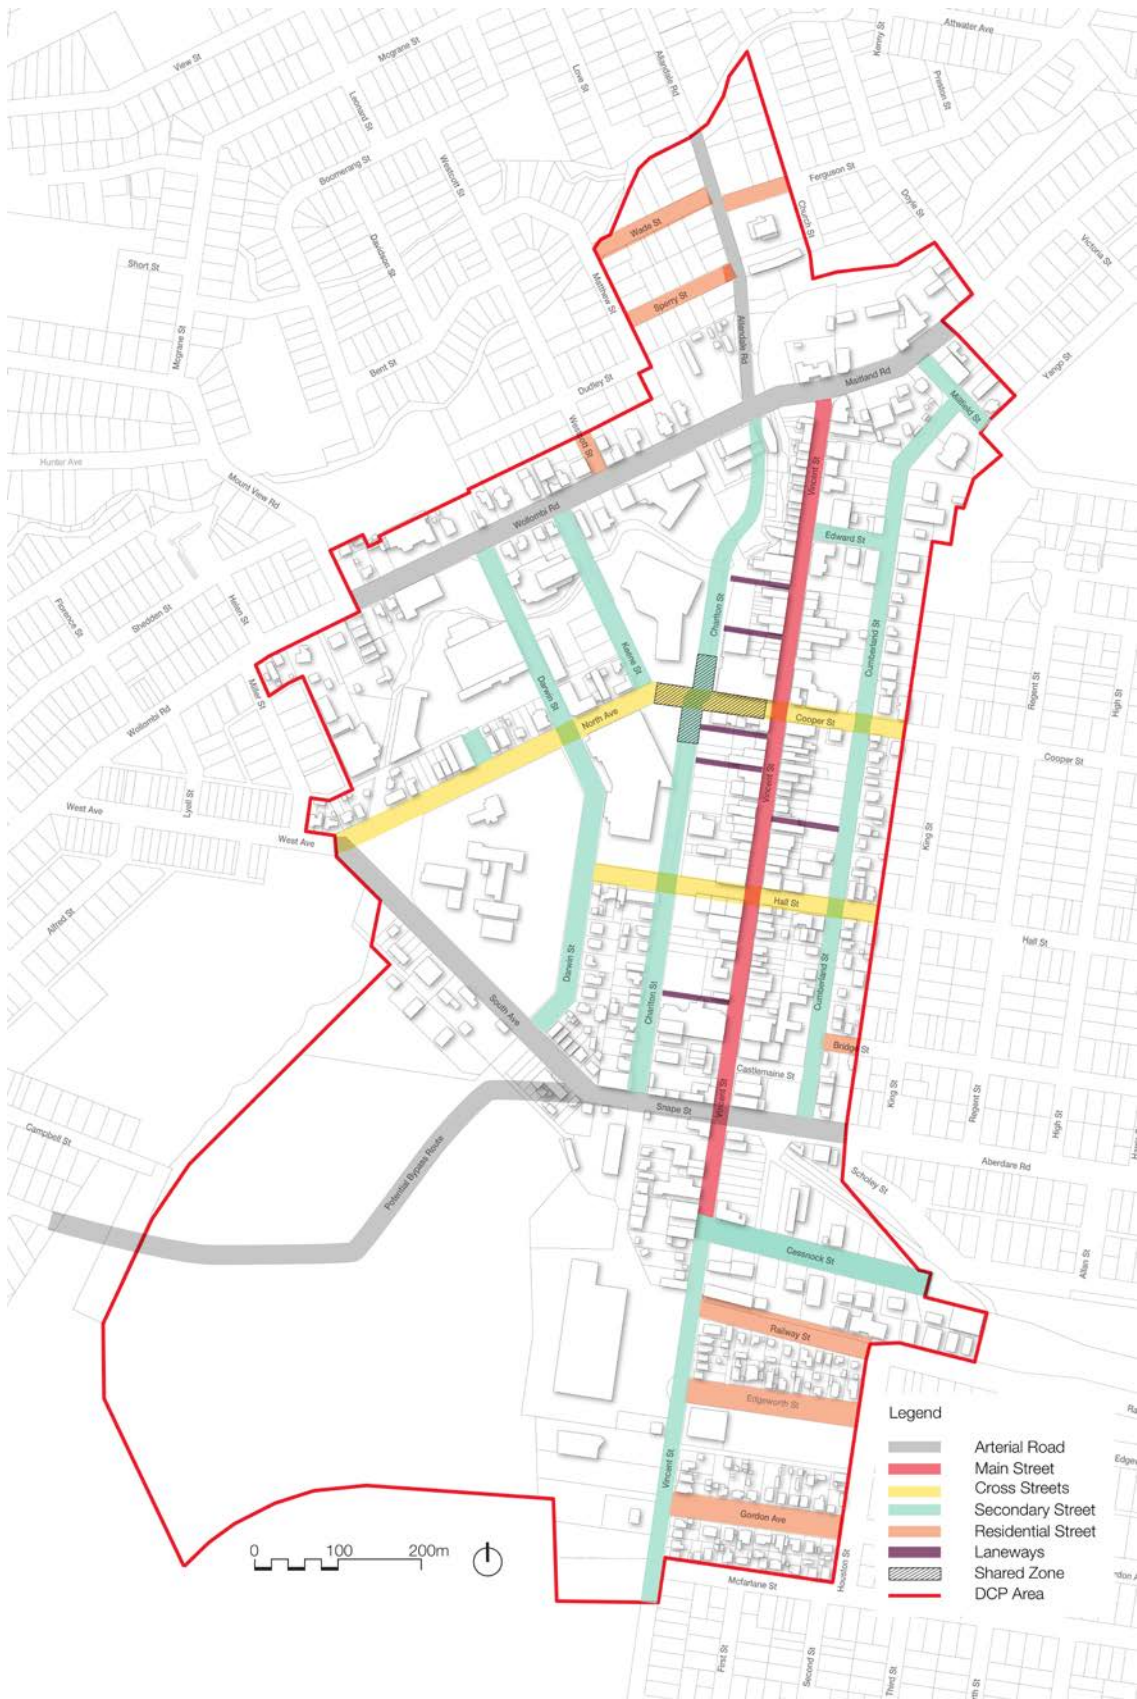 Attwater Ave
Kenny St
Mcgrane St
View St
Allandale Rd
Love St
Preston St
Leonard St
Boomerang St
Westcott St
Ferguson St
Doyle St
Church St
Wade St
Victoria St
Davidson St
Short St
Matthew St
Sperry St
Mcgrane St
Allandale Rd
Yango St
Bent St
Dudley St
Maitland Rd
Millfield St
Westcott St
Hunter Ave
Mount View Rd
Vincent St
Wollombi Rd
Edward St
Florence St
Shedden St
Helen St
Charlton St
Cumberland St
Keene St
Regent St
High St
Miller St
Darwin St
Wollombi Rd
North Ave
Cooper St
Cooper St
Vincent St
Lyell St
West Ave
West Ave
King St
Hall St
Alfred St
Hall St
Darwin St
Cumberland St
Charlton St
South Ave
Bridge St
Castlemaine St
Vincent St
Snape St
King St
Regent St
High St
Campbell St
Potential Bypass Route
Aberdare Rd
Scholey St
Allan St
Cessnock St
Railway St
Edgeworth St
Vincent St
Gordon Ave
Houston St
Mcfarlane St
First St
Second St
Third St
0 100 200m
Legend
Arterial Road
Main Street
Cross Streets
Secondary Street
Residential Street
Laneways
Shared Zone
DCP Area